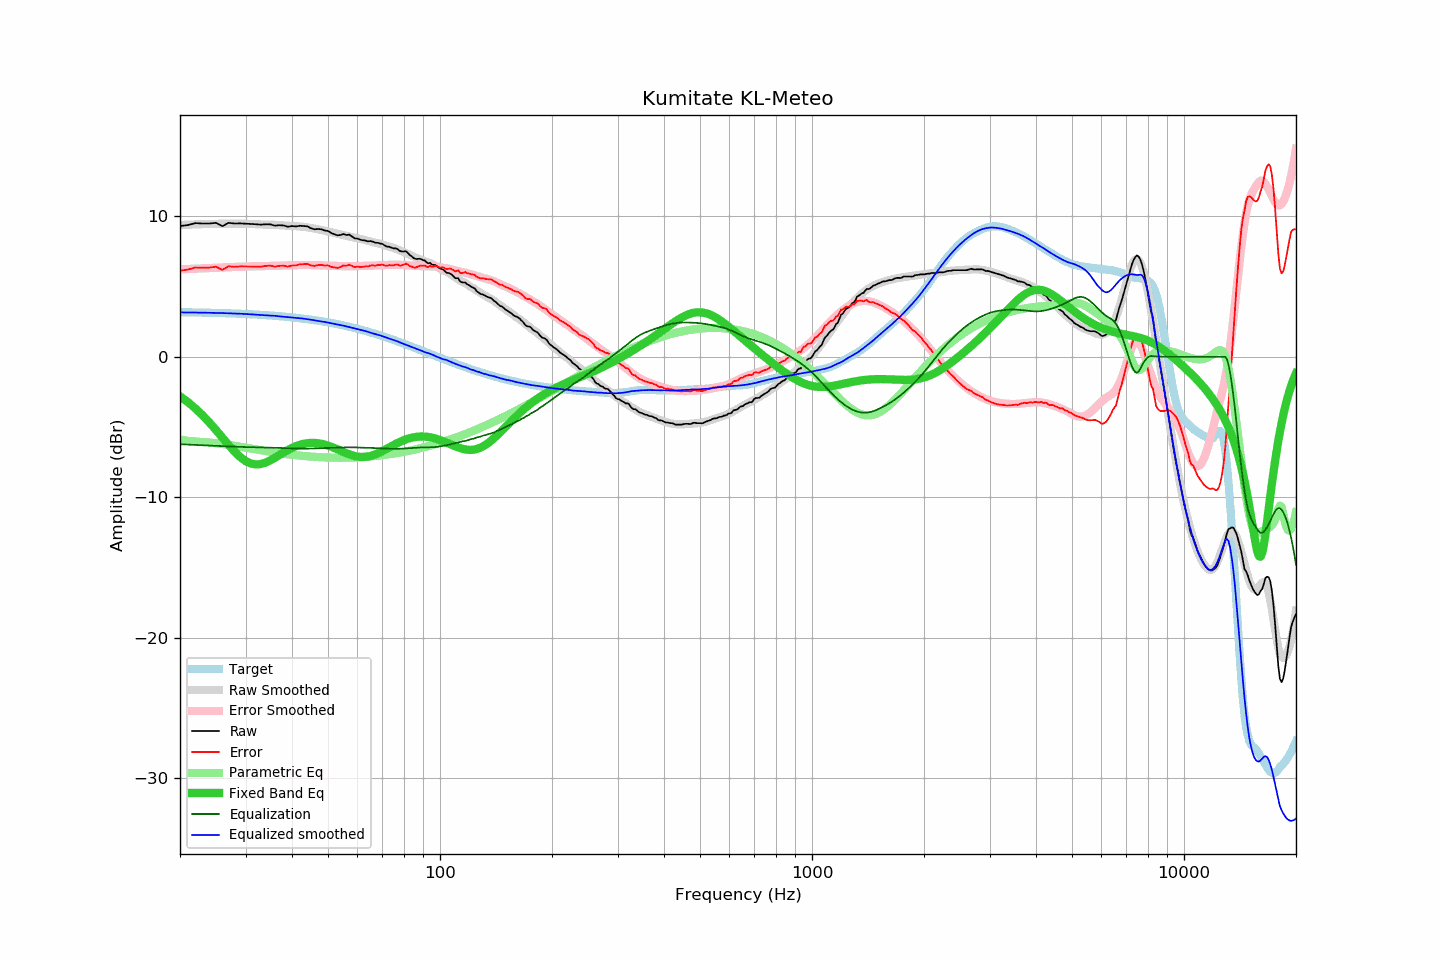 Kumitate KL-Meteo
Amplitude (dBr)
10
0
−10
−20
−30
Target
Raw Smoothed
Error Smoothed
Raw
Error
Parametric Eq
Fixed Band Eq
Equalization
Equalized smoothed
100
1000
10000
Frequency (Hz)